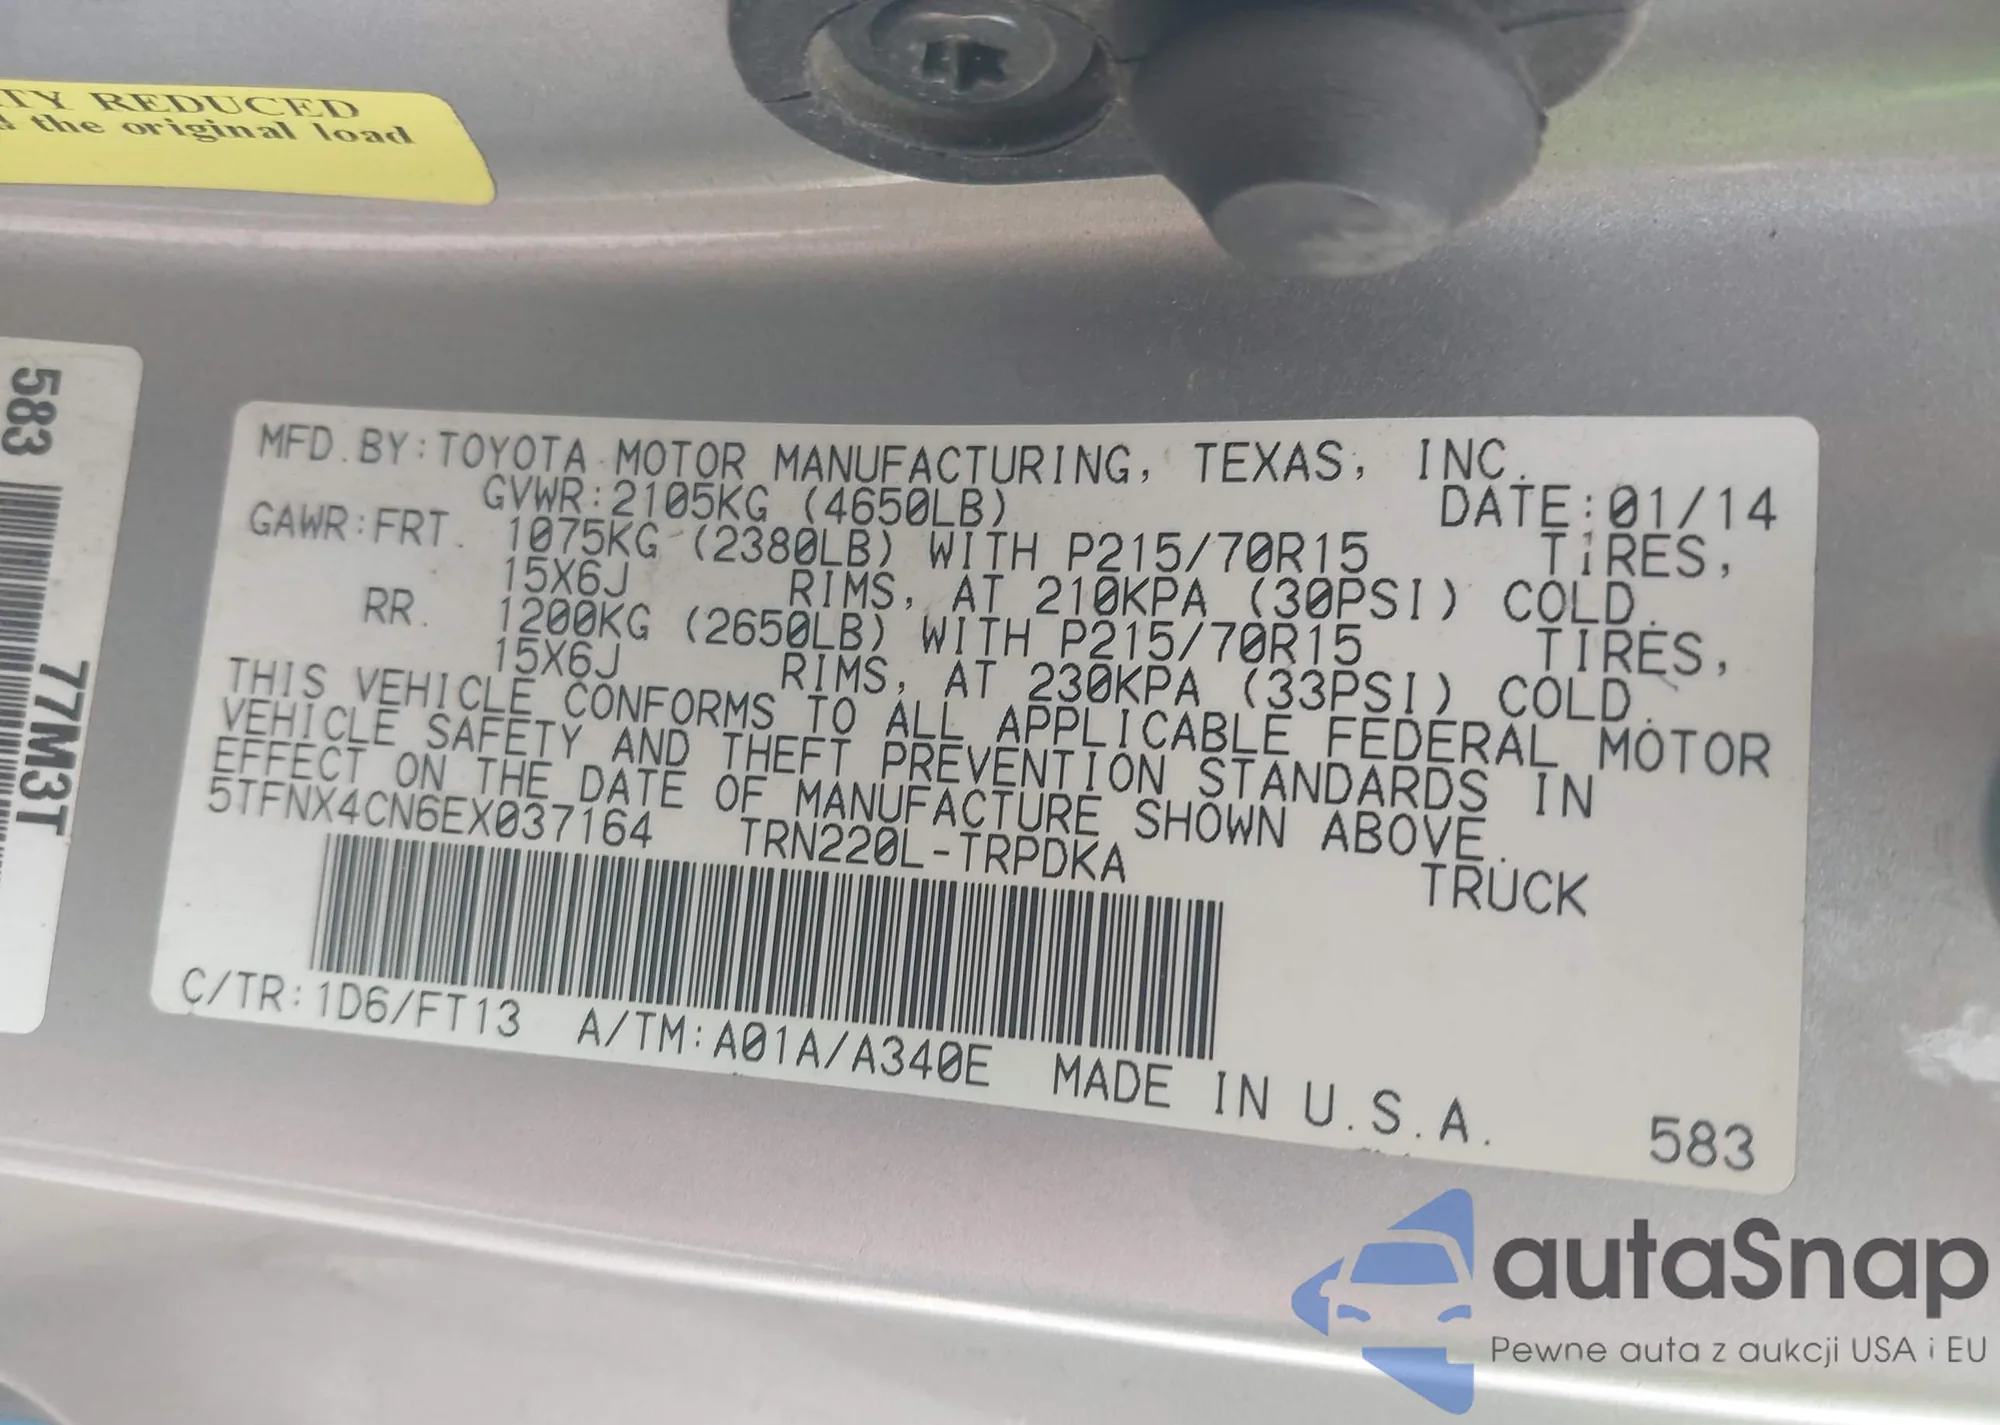 TY REDUCED
the original load
583
77M3T
MFD. BY: TOYOTA MOTOR MANUFACTURING, TEXAS, INC.
GVWR: 2105KG (4650LB) DATE: 01/14
GAWR: FRT. 1075KG (2380LB) WITH P215/70R15 TIRES,
15X6J RIMS, AT 210KPA (30PSI) COLD.
RR. 1200KG (2650LB) WITH P215/70R15 TIRES,
15X6J RIMS, AT 230KPA (33PSI) COLD.
THIS VEHICLE CONFORMS TO ALL APPLICABLE FEDERAL MOTOR
VEHICLE SAFETY AND THEFT PREVENTION STANDARDS IN
EFFECT ON THE DATE OF MANUFACTURE SHOWN ABOVE.
5TFNX4CN6EX037164 TRN220L-TRPDKA TRUCK
C/TR: 1D6/FT13 A/TM: A01A/A340E MADE IN U.S.A.
583
autaSnap
Pewne auta z aukcji USA i EU